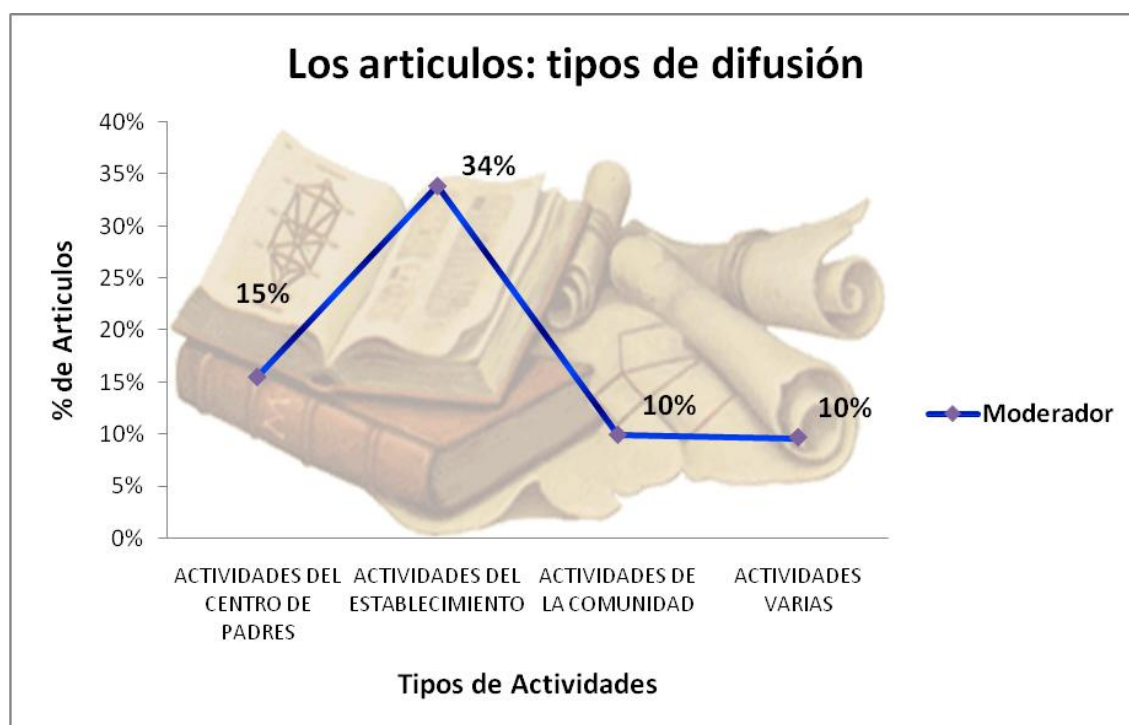 Los articulos: tipos de difusión
40%
35%
30%
25%
20%
15%
10%
5%
0%
% de Articulos
15%
34%
10%
10%
Moderador
ACTIVIDADES DEL
CENTRO DE
PADRES
ACTIVIDADES DEL
ESTABLECIMIENTO
ACTIVIDADES DE
LA COMUNIDAD
ACTIVIDADES
VARIAS
Tipos de Actividades